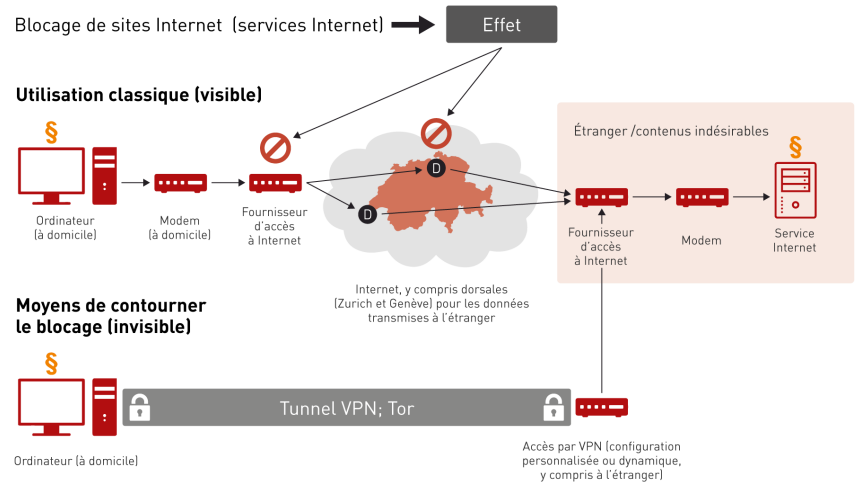 Blocage de sites Internet (services Internet)
Effet
Utilisation classique (visible)
§
Ordinateur
(à domicile)
Modem
(à domicile)
Fournisseur
d'accès
à Internet
D
D
Internet, y compris dorsales
(Zurich et Genève) pour les données
transmises à l'étranger
Étranger /contenus indésirables
Fournisseur
d'accès
à Internet
Modem
§
Service
Internet
Moyens de contourner
le blocage (invisible)
§
Ordinateur (à domicile)
Tunnel VPN; Tor
Accès par VPN (configuration
personnalisée ou dynamique,
y compris à l'étranger)